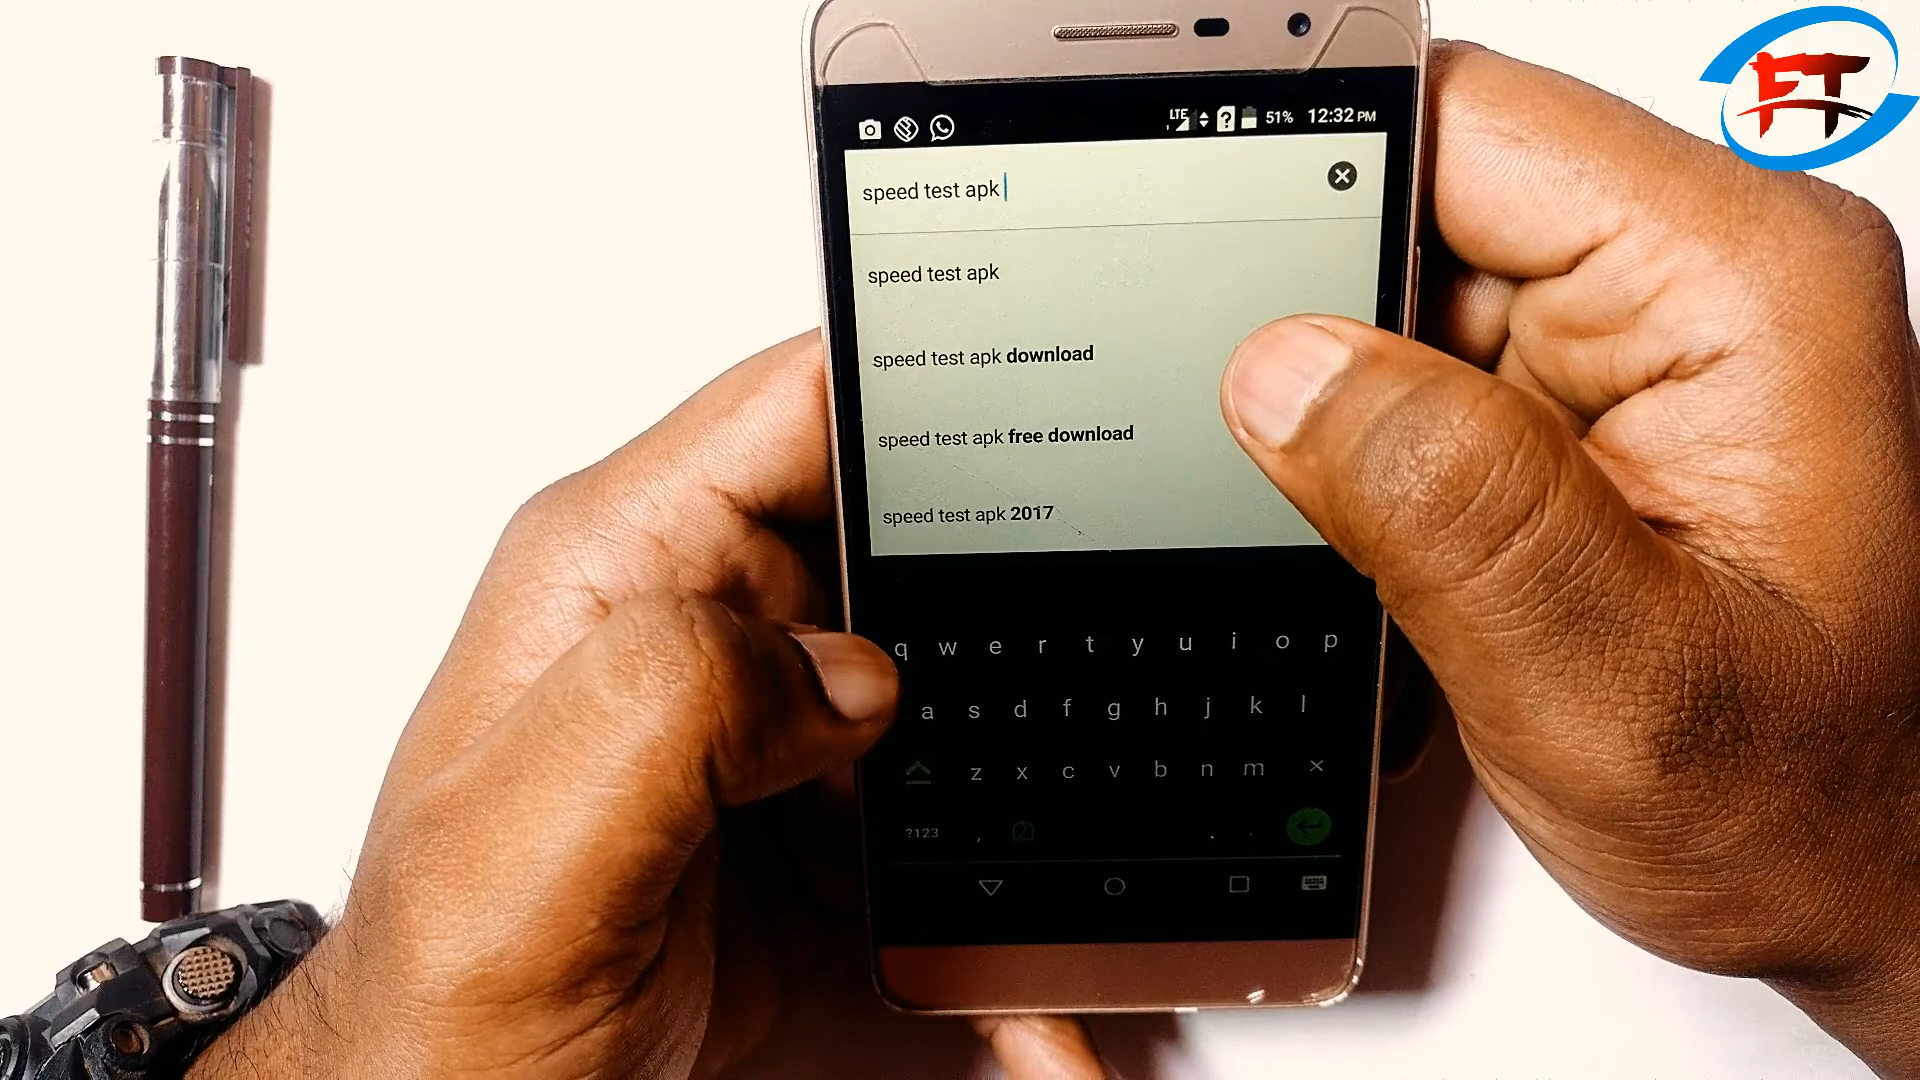 FT
LTE 51% 12:32 PM
speed test apk
speed test apk
speed test apk download
speed test apk free download
speed test apk 2017
q w e r t y u i o p
a s d f g h j k l
z x c v b n m
?123 , മ .